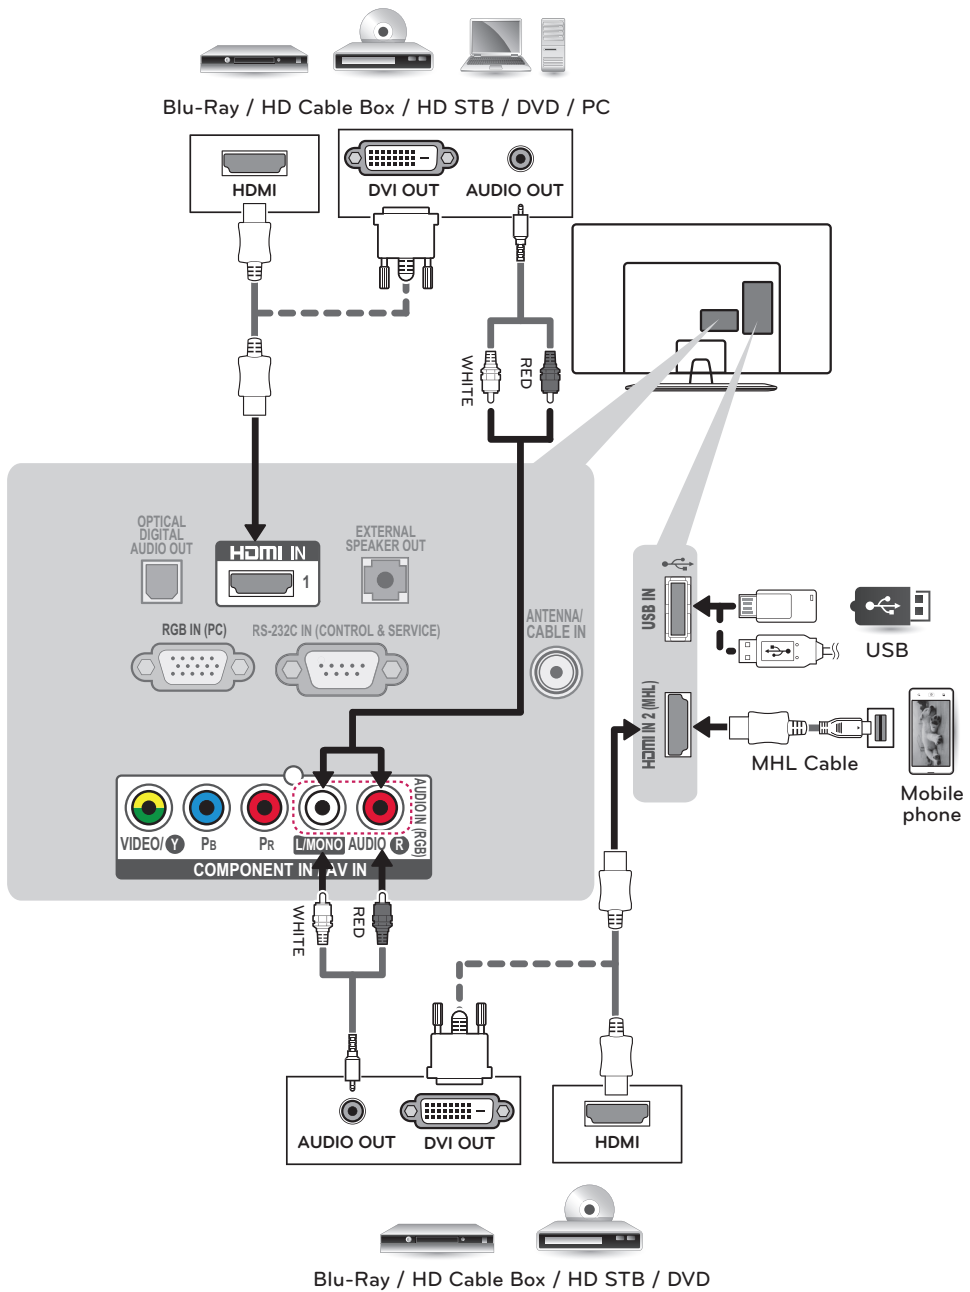 Blu-Ray / HD Cable Box / HD STB / DVD / PC
HDMI
DVI OUT
AUDIO OUT
WHITE
RED
OPTICAL
DIGITAL
AUDIO OUT
HDMI IN
1
EXTERNAL
SPEAKER OUT
RGB IN (PC)
RS-232C IN (CONTROL & SERVICE)
ANTENNA/
CABLE IN
USB IN
USB
HDMI IN 2 (MHL)
MHL Cable
Mobile
phone
VIDEO/ Y
PB
PR
L/MONO AUDIO R
AUDIO IN (RGB)
COMPONENT IN / AV IN
WHITE
RED
AUDIO OUT
DVI OUT
HDMI
Blu-Ray / HD Cable Box / HD STB / DVD